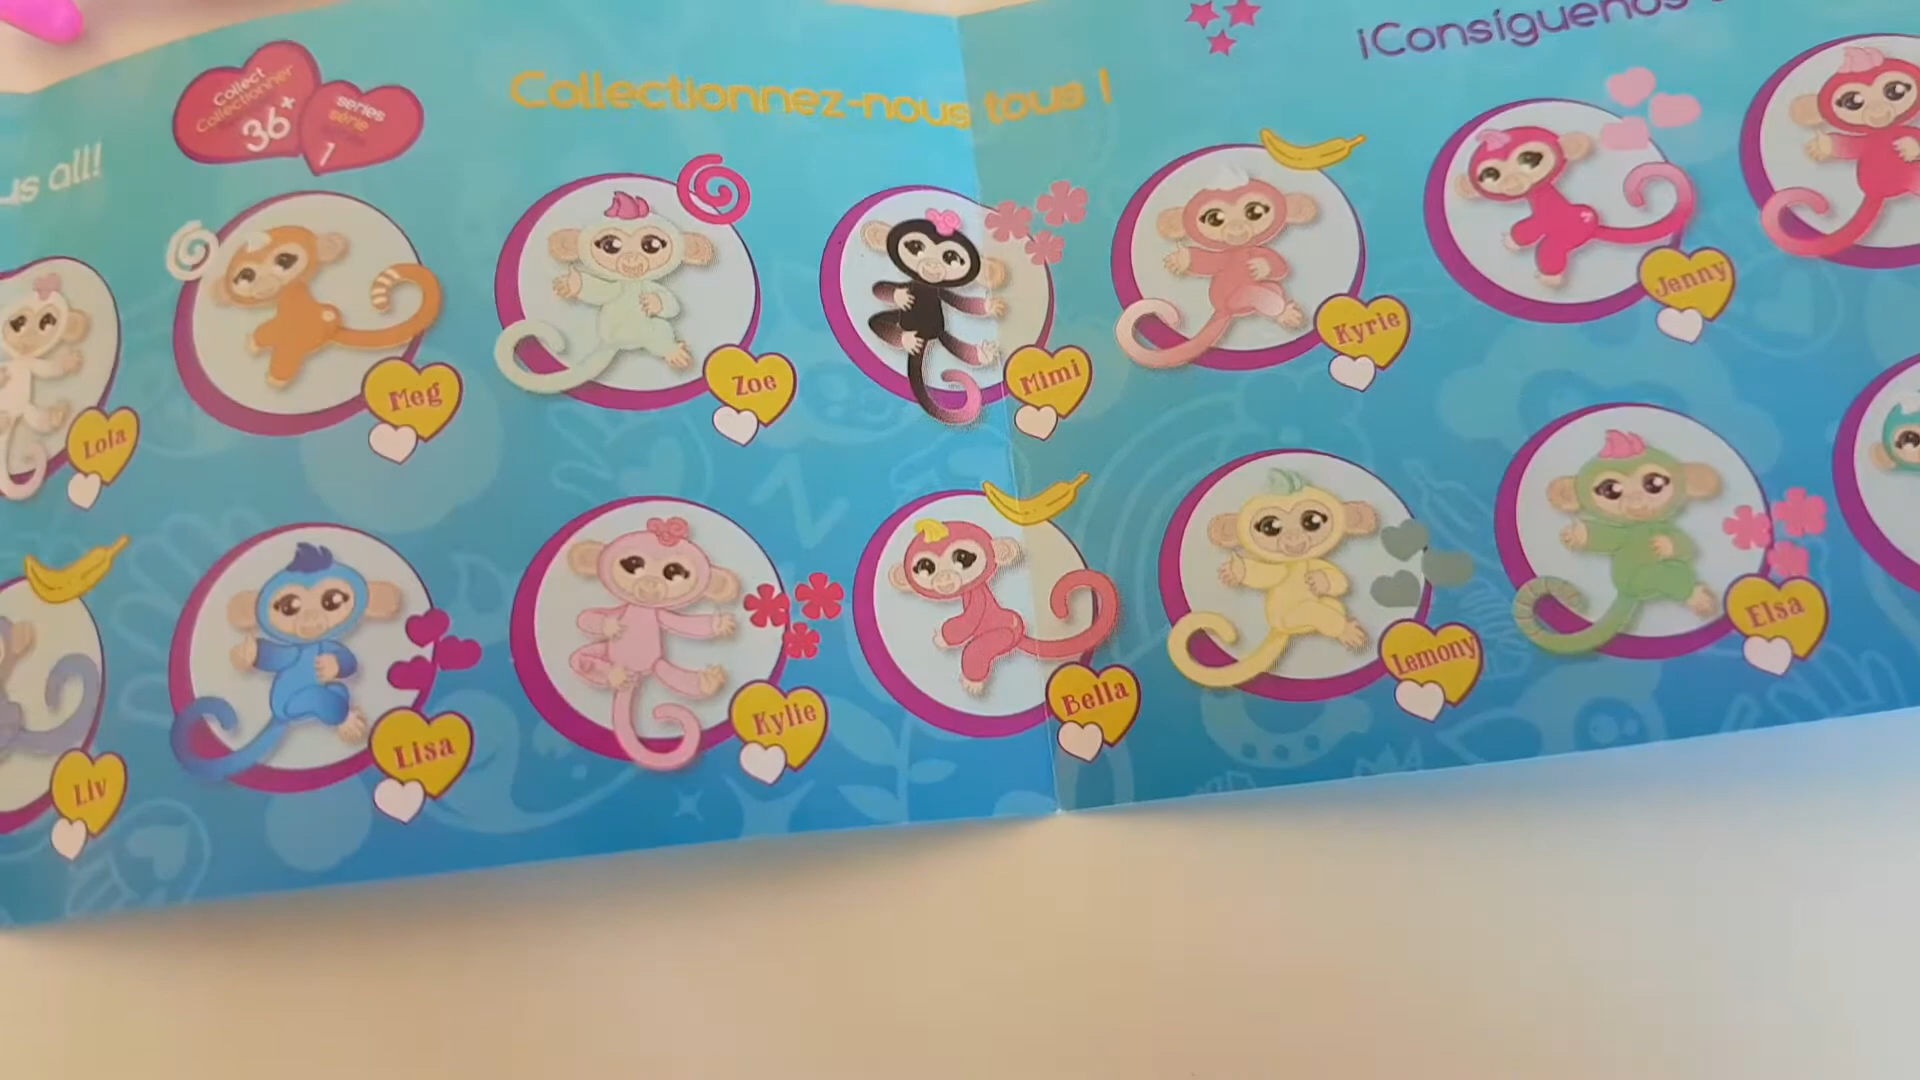 us all!
Collect
Collectionner
36+
series
série
1
Collectionnez-nous tous !
Lola
Meg
Zoe
Mimi
Kyrie
Jenny
Liv
Lisa
Kylie
Bella
Lemony
Elsa